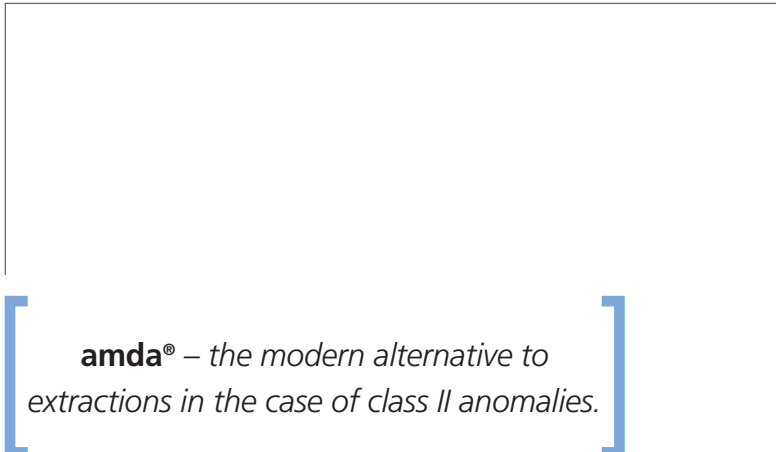 amda® – the modern alternative to
extractions in the case of class II anomalies.